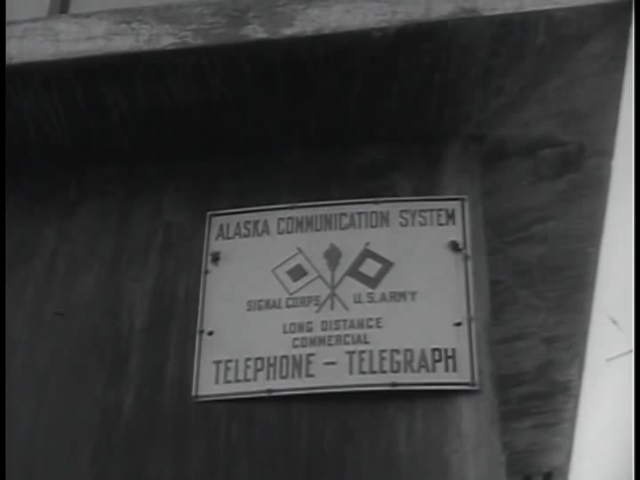 ALASKA COMMUNICATION SYSTEM
SIGNAL CORPS U.S. ARMY
LONG DISTANCE
COMMERCIAL
TELEPHONE – TELEGRAPH